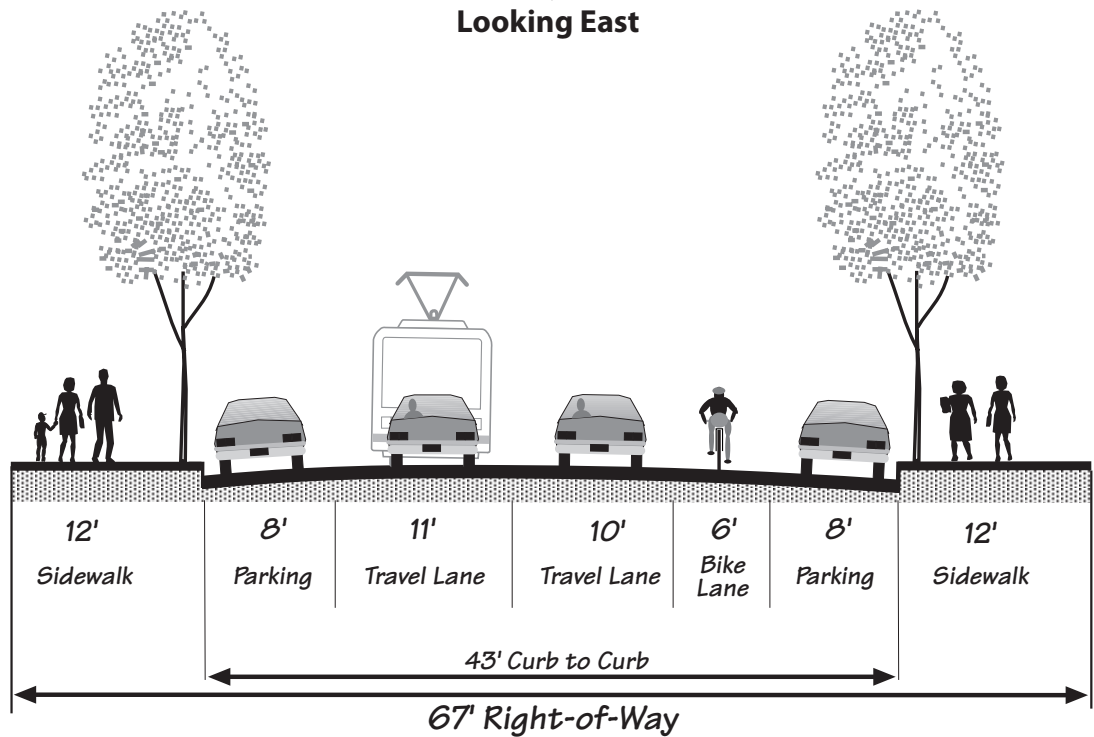 Looking East
12'
8'
11'
10'
6'
8'
12'
Sidewalk
Parking
Travel Lane
Travel Lane
Bike
Lane
Parking
Sidewalk
43' Curb to Curb
67' Right-of-Way